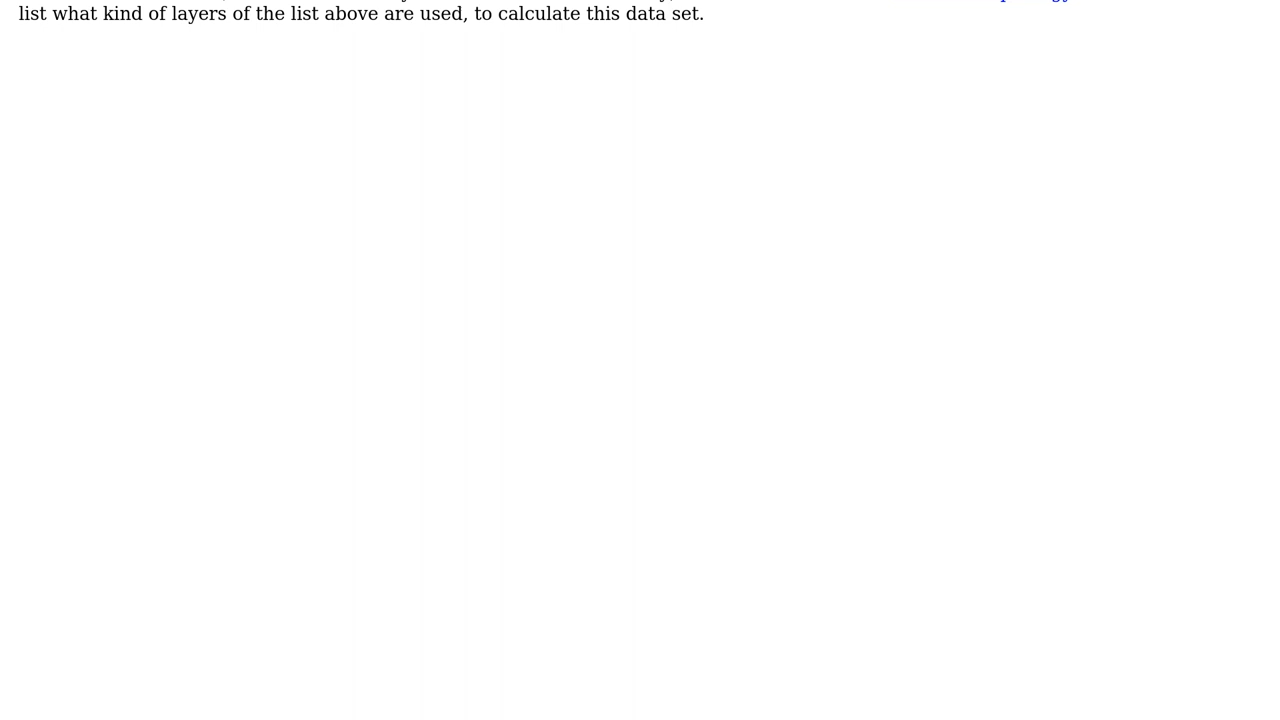 list what kind of layers of the list above are used, to calculate this data set.